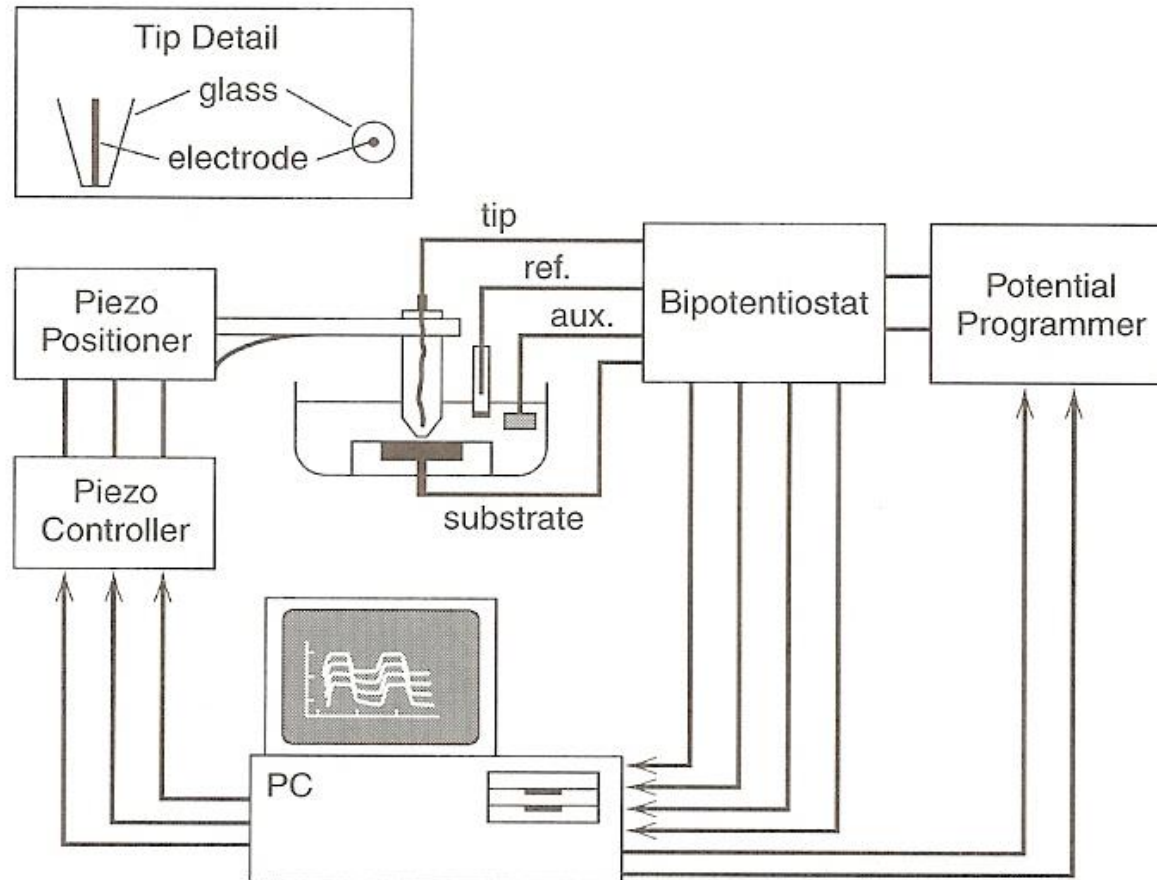 Tip Detail
glass
electrode
tip
ref.
aux.
Piezo
Positioner
Bipotentiostat
Potential
Programmer
Piezo
Controller
substrate
PC